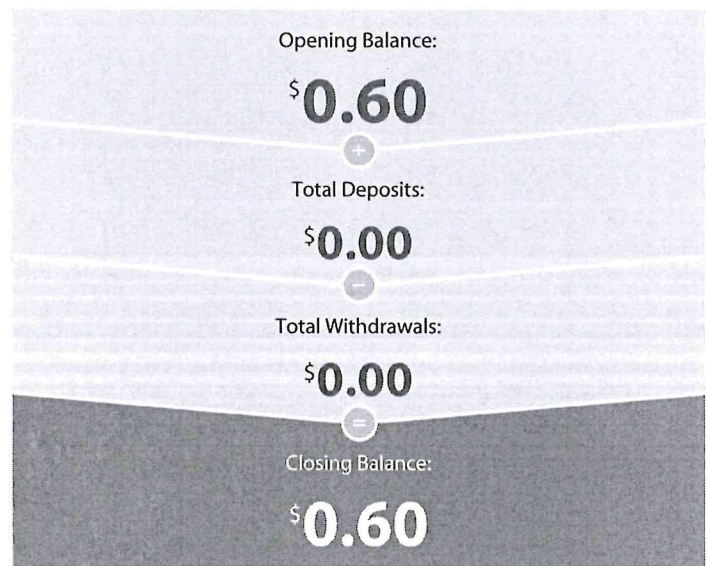 Opening Balance:
$0.60
+
Total Deposits:
$0.00
-
Total Withdrawals:
$0.00
=
Closing Balance:
$0.60